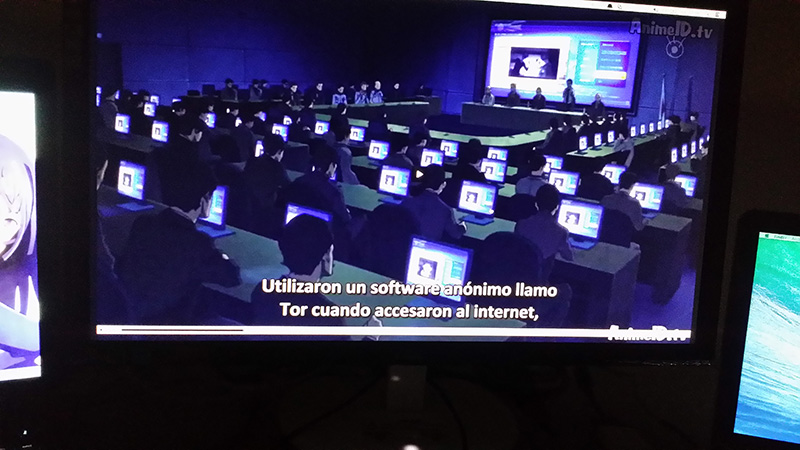 AnimeID.tv
Utilizaron un software anónimo llamo
Tor cuando accesaron al internet,
AnimeID.tv